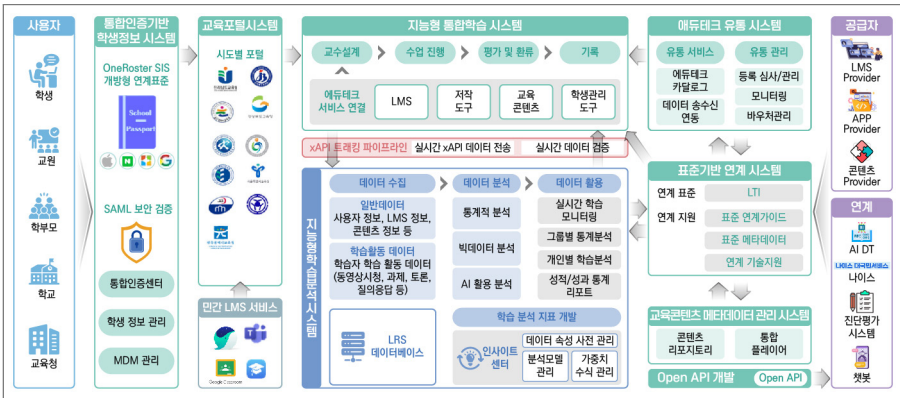 사용자
학생
교원
학부모
학교
교육청
통합인증기반
학생정보 시스템
OneRoster SIS
개방형 연계표준
School
Passport
SAML 보안 검증
통합인증센터
학생 정보 관리
MDM 관리
교육포털시스템
시도별 포털
민간 LMS 서비스
Google Classroom
지능형 통합학습 시스템
교수설계
수업 진행
평가 및 환류
기록
에듀테크
서비스 연결
LMS
저작
도구
교육
콘텐츠
학생관리
도구
xAPI 트래킹 파이프라인
실시간 xAPI 데이터 전송
실시간 데이터 검증
지능형학습분석시스템
데이터 수집
데이터 분석
데이터 활용
일반데이터
사용자 정보, LMS 정보,
콘텐츠 정보 등
학습활동 데이터
학습자 학습 활동 데이터
(동영상시청, 과제, 토론,
질의응답 등)
통계적 분석
빅데이터 분석
AI 활용 분석
실시간 학습
모니터링
그룹별 통계분석
개인별 학습분석
성적/성과 통계
리포트
LRS
데이터베이스
학습 분석 지표 개발
인사이트
센터
데이터 속성 사전 관리
분석모델
관리
가중치
수식 관리
애듀테크 유통 시스템
유통 서비스
유통 관리
에듀테크
카달로그
데이터 송수신
연동
등록 심사/관리
모니터링
바우처관리
표준기반 연계 시스템
연계 표준
LTI
연계 지원
표준 연계가이드
표준 메타데이터
연계 기술지원
교육콘텐츠 메타데이터 관리 시스템
콘텐츠
리포지토리
통합
플레이어
Open API 개발
Open API
공급자
LMS
Provider
APP
Provider
콘텐츠
Provider
연계
AI DT
나이스 대국민서비스
나이스
진단평가
시스템
챗봇